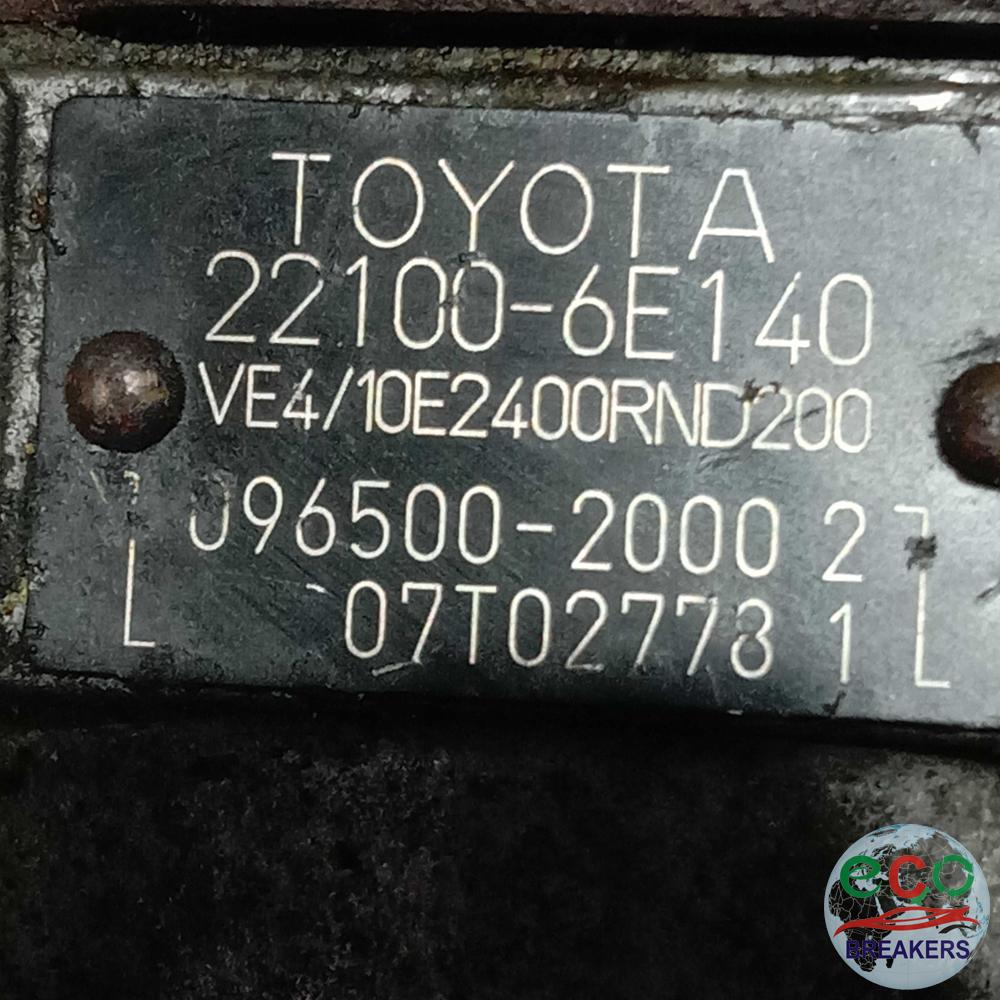 TOYOTA
22100-6E140
VE4/10E2400RND200
096500-2000 2
L 07T02778 1 L
eco
BREAKERS